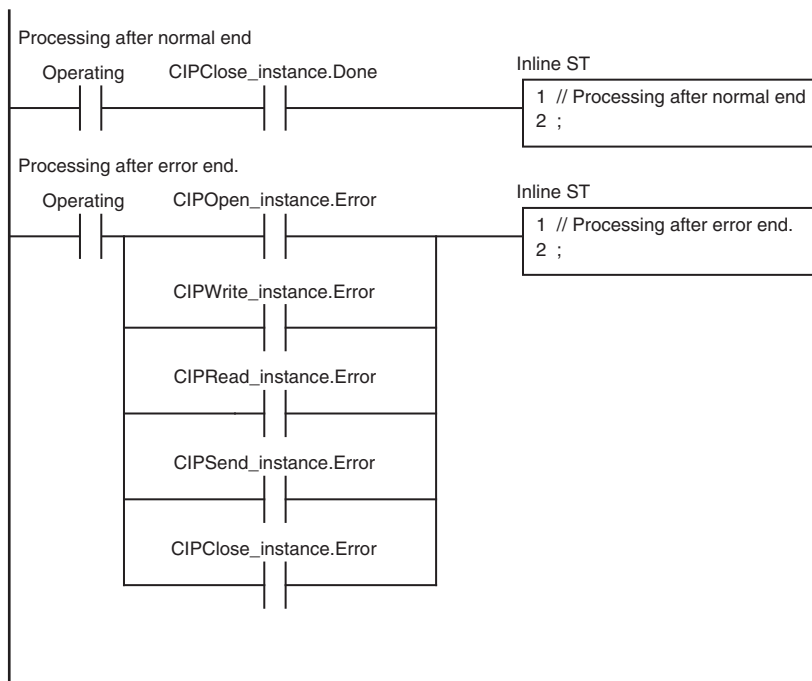 Processing after normal end
Operating CIPClose_instance.Done Inline ST
1 // Processing after normal end
2 ;
Processing after error end.
Operating CIPOpen_instance.Error Inline ST
1 // Processing after error end.
2 ;
CIPWrite_instance.Error
CIPRead_instance.Error
CIPSend_instance.Error
CIPClose_instance.Error